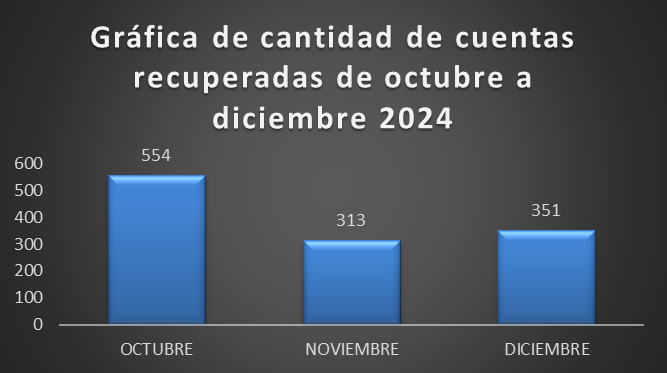 Gráfica de cantidad de cuentas
recuperadas de octubre a
diciembre 2024
554
313
351
600
500
400
300
200
100
0
OCTUBRE
NOVIEMBRE
DICIEMBRE